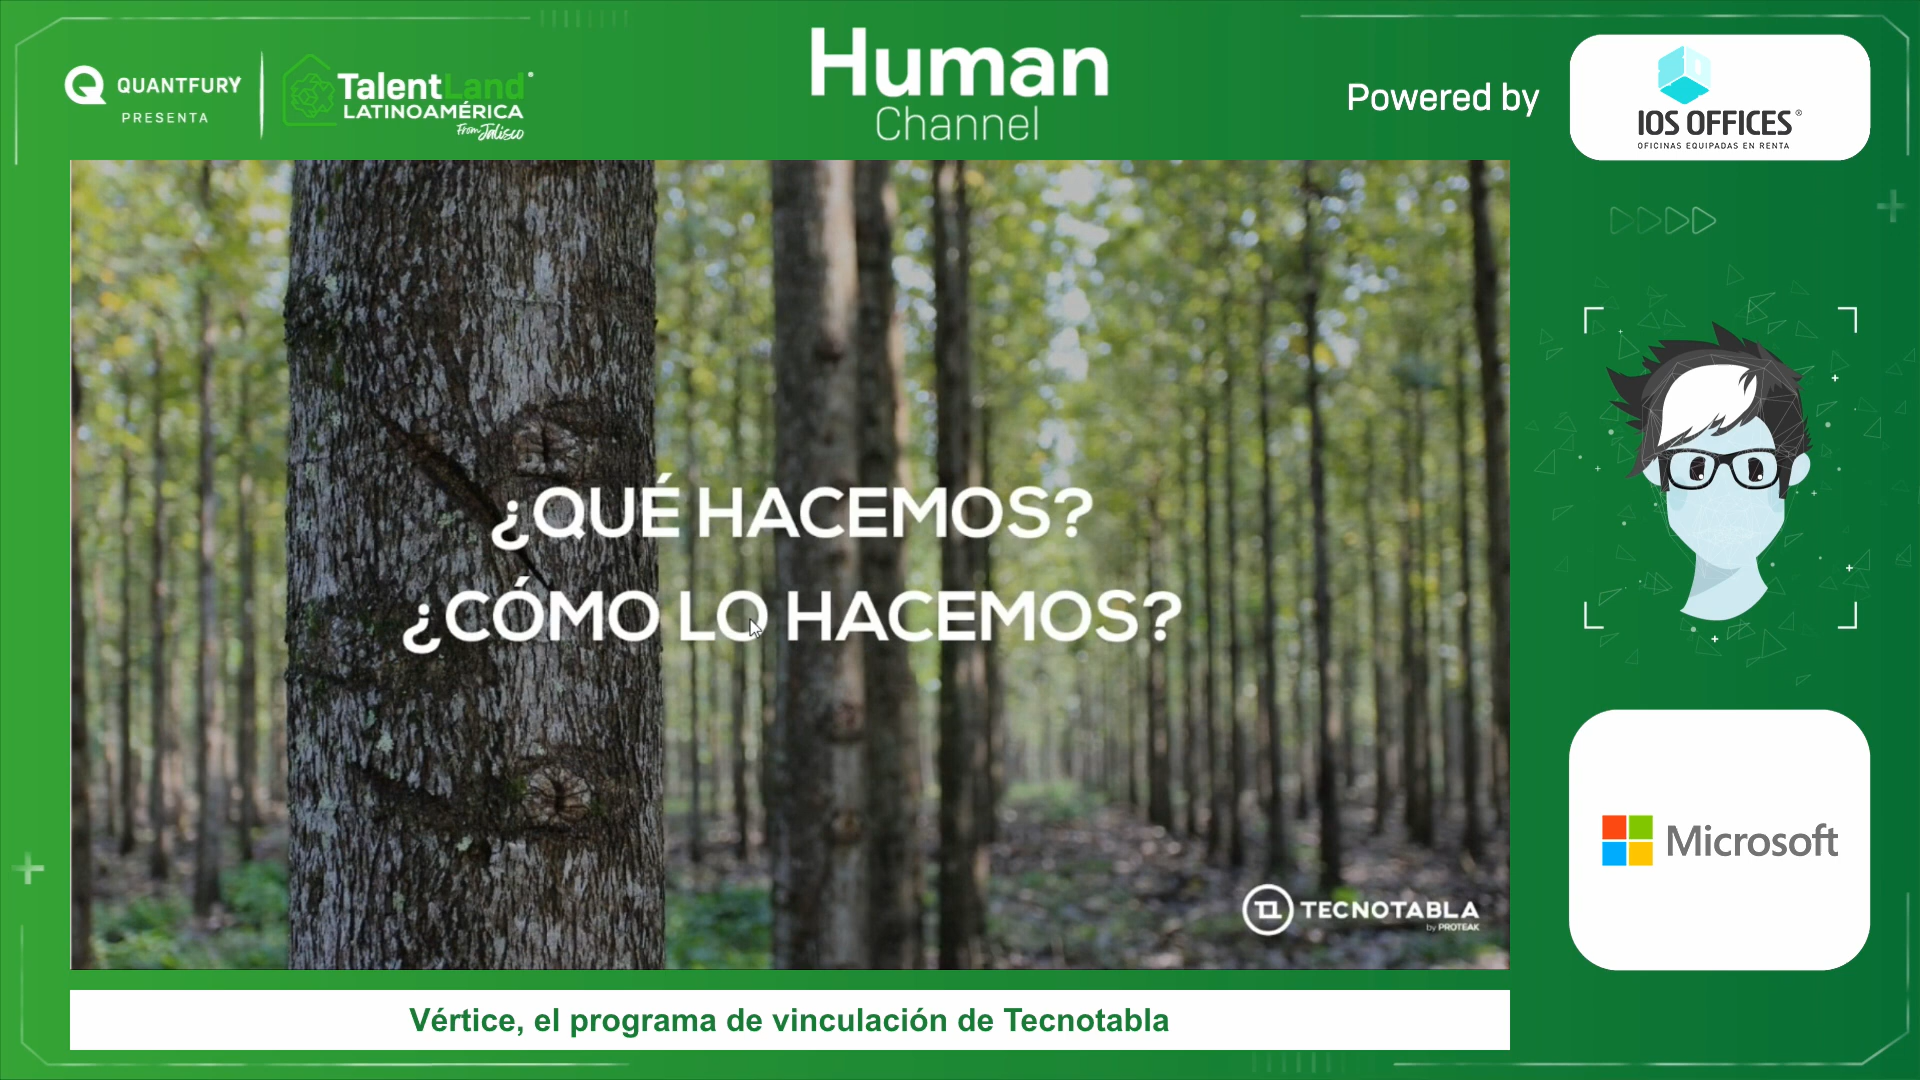 QUANTFURY
PRESENTA
TalentLand
LATINOAMÉRICA
From Jalisco
Human
Channel
Powered by
IOS OFFICES®
OFICINAS EQUIPADAS EN RENTA
¿QUÉ HACEMOS?
¿CÓMO LO HACEMOS?
TECNOTABLA
by PROTEAK
Microsoft
Vértice, el programa de vinculación de Tecnotabla